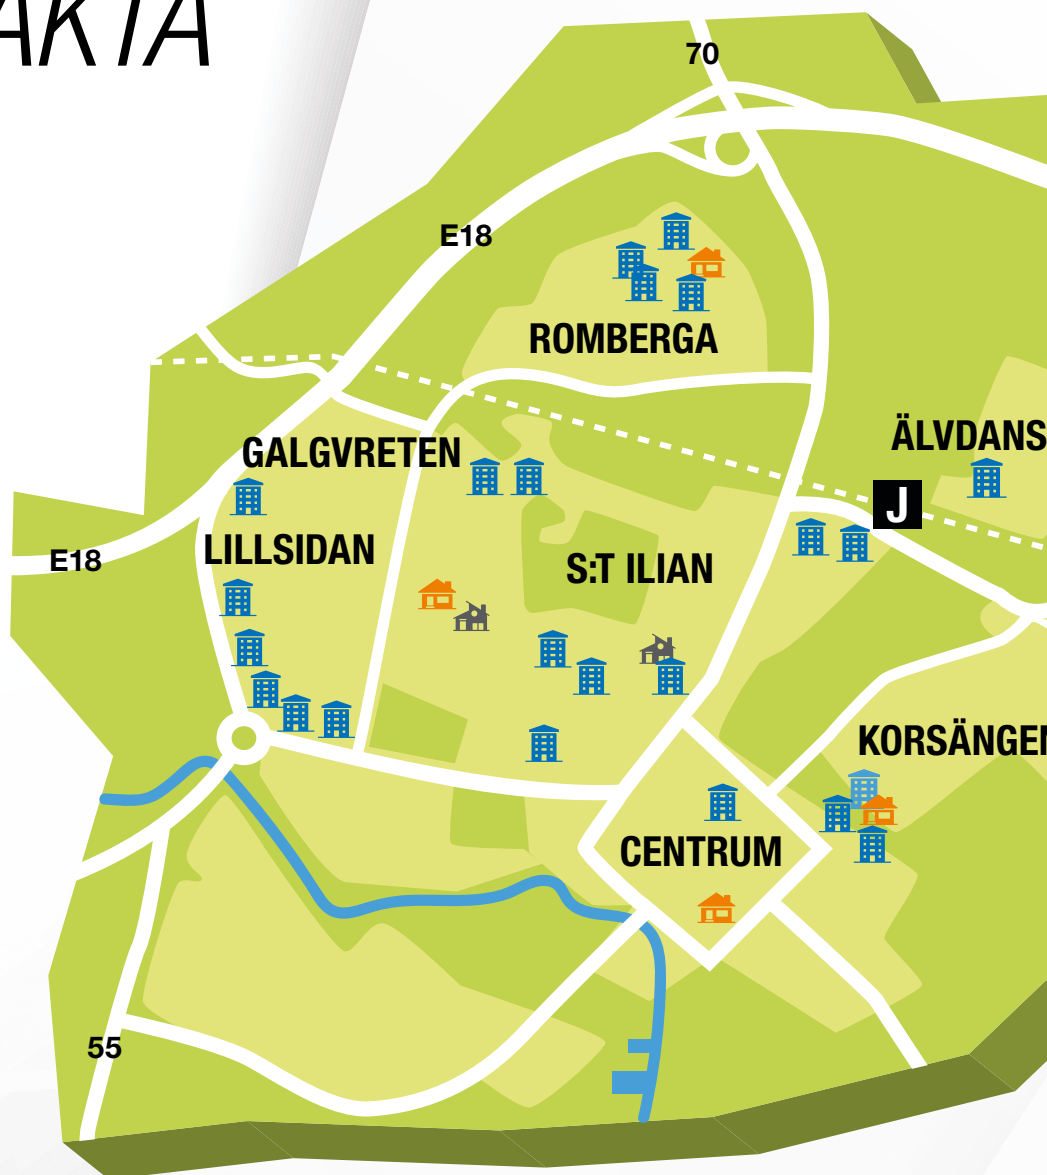 AKTA
70
E18
ROMBERGA
ÄLVDANS
GALGVRETEN
J
E18
LILLSIDAN
S:T ILIAN
KORSÄNGEN
CENTRUM
55